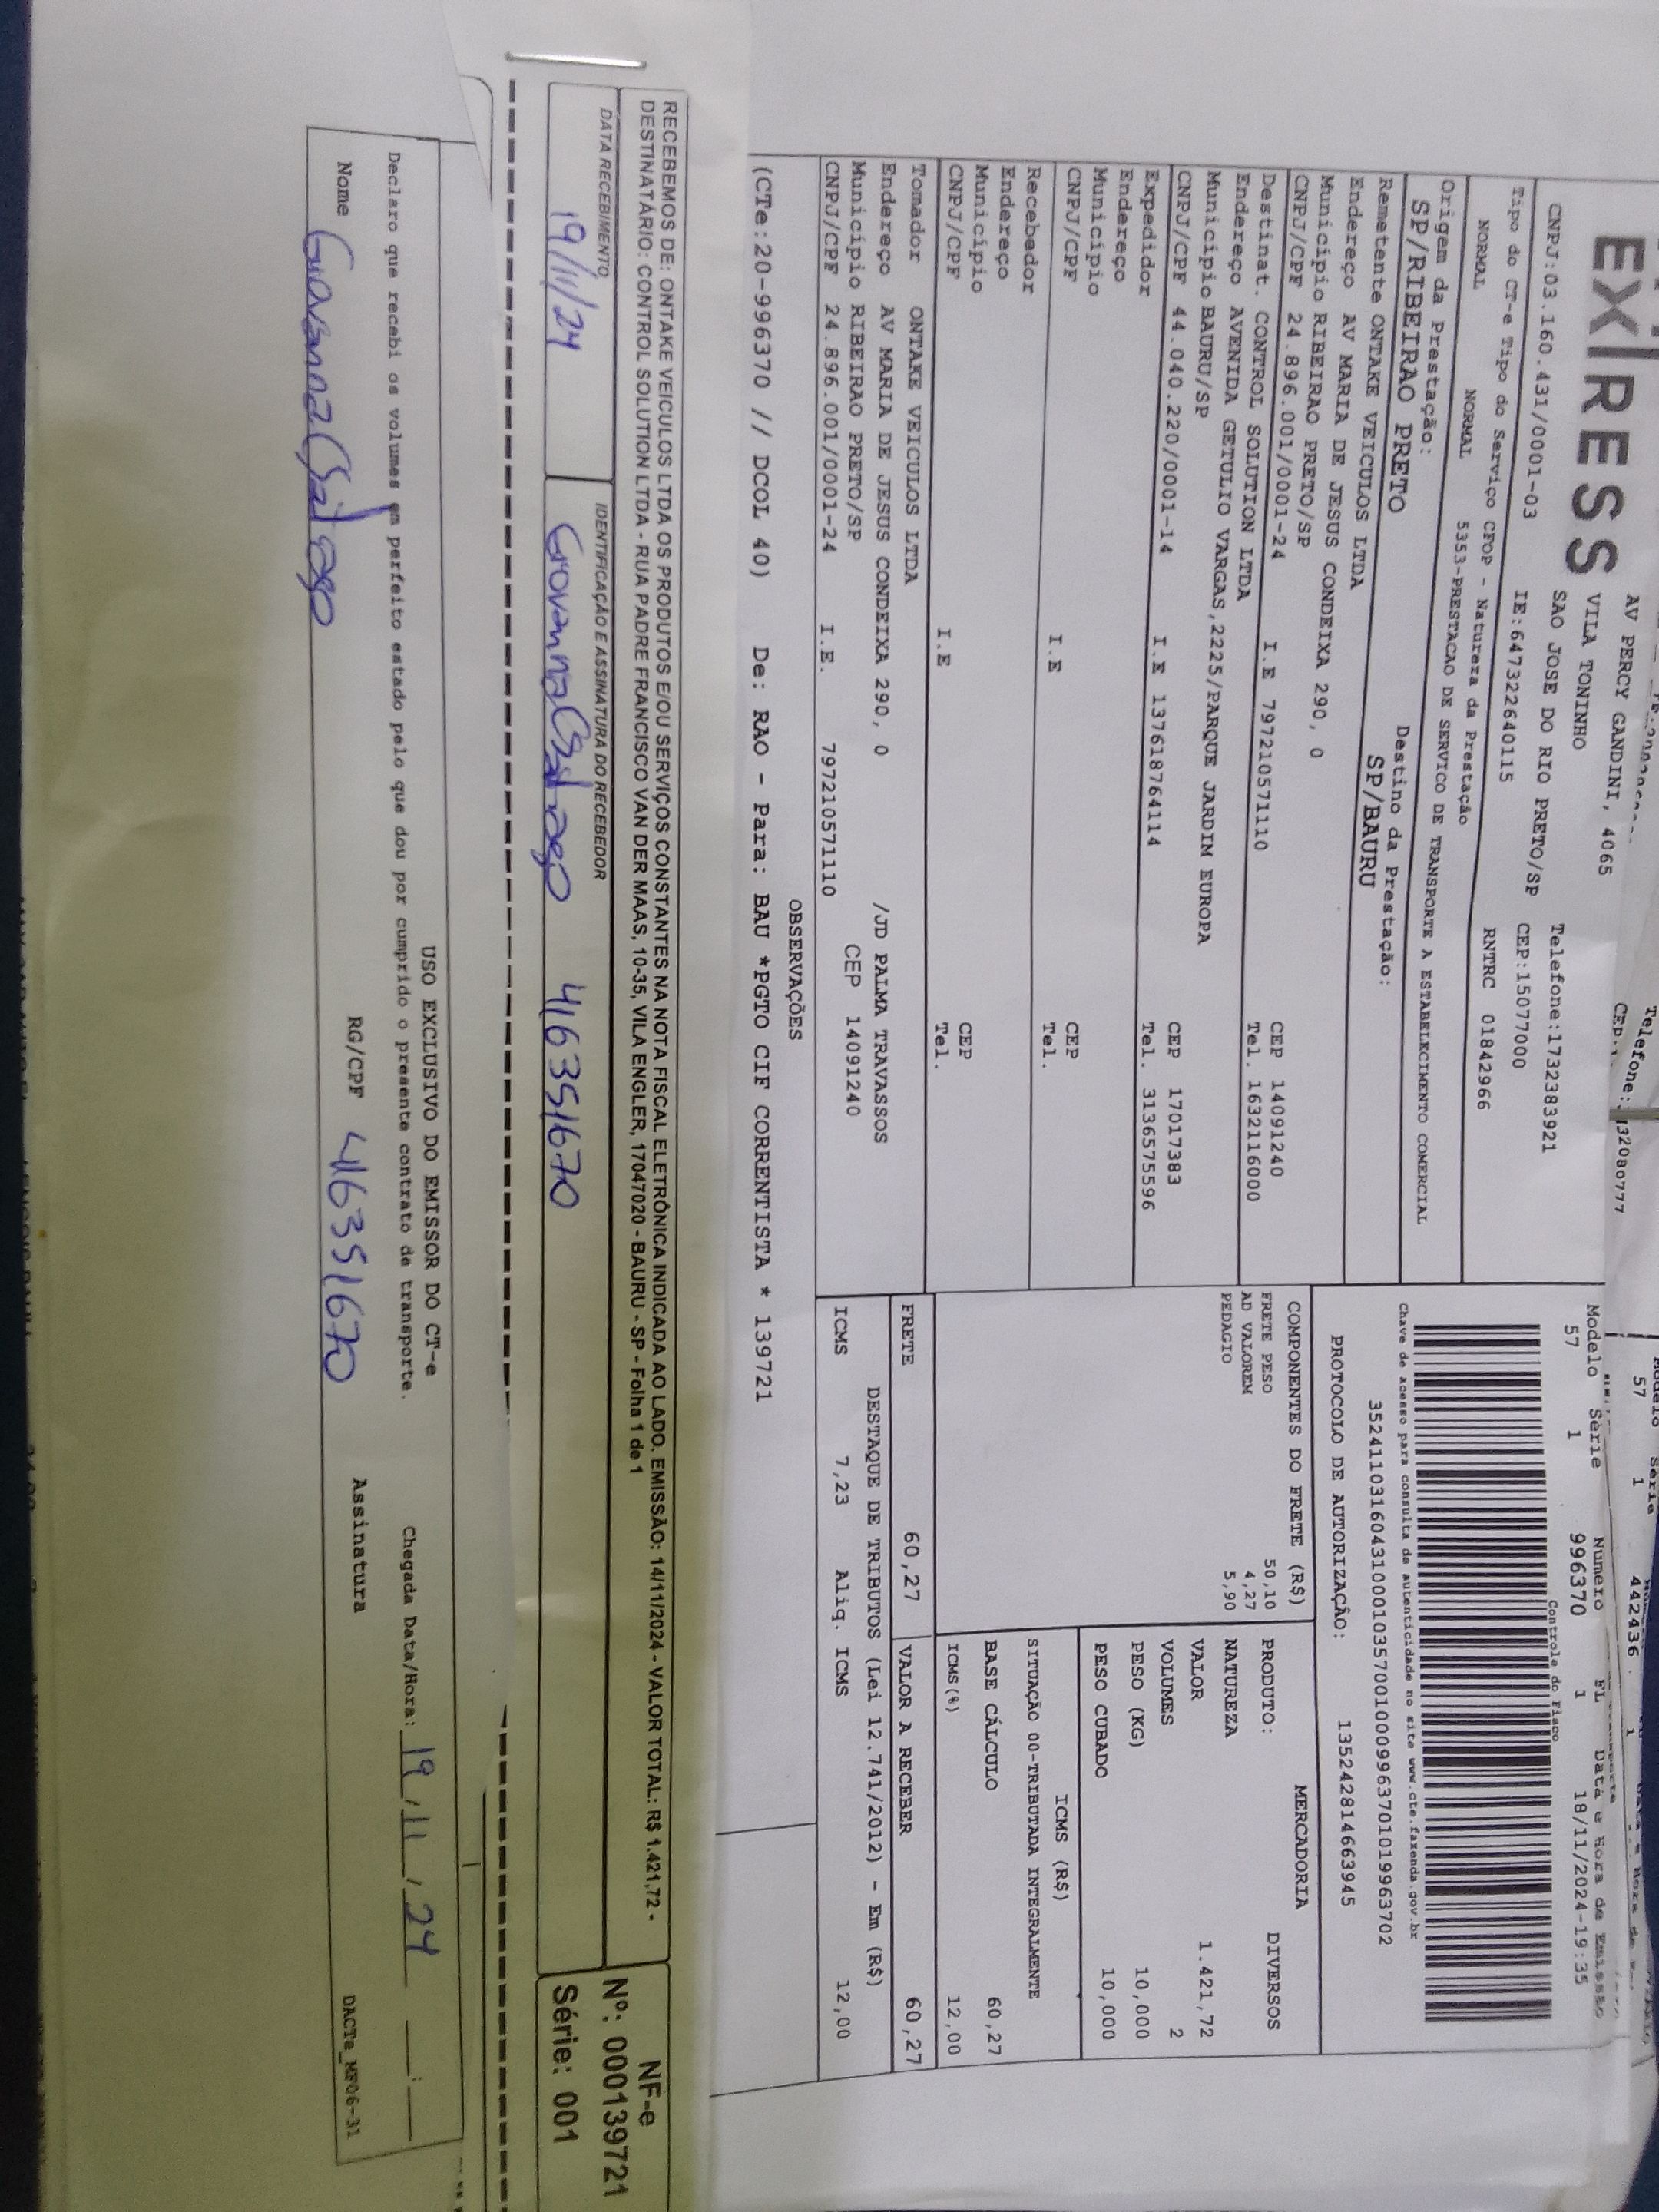 EXPRESS
AV PERCY GANDINI, 4065
VILA TONINHO
SAO JOSE DO RIO PRETO/SP
Telefone:1732383921
CNPJ:03.160.431/0001-03
IE:647322640115
CEP:15077000
Tipo do CT-e Tipo do Serviço CFOP - Natureza da Prestação
RNTRC 01842966
NORMAL NORMAL 5353-PRESTACAO DE SERVICO DE TRANSPORTE A ESTABELECIMENTO COMERCIAL
Origem da Prestação: Destino da Prestação:
SP/RIBEIRAO PRETO SP/BAURU
Remetente ONTAKE VEICULOS LTDA
Endereço AV MARIA DE JESUS CONDEIXA 290, 0
Município RIBEIRAO PRETO/SP CEP 14091240
CNPJ/CPF 24.896.001/0001-24 I.E 797210571110 Tel. 1632116000
Destinat. CONTROL SOLUTION LTDA
Endereço AVENIDA GETULIO VARGAS,2225/PARQUE JARDIM EUROPA
Município BAURU/SP CEP 17017383
CNPJ/CPF 44.040.220/0001-14 I.E 137618764114 Tel. 3136575596
Expedidor
Endereço
Município CEP
CNPJ/CPF I.E Tel.
Recebedor
Endereço
Município CEP
CNPJ/CPF I.E Tel.
Tomador ONTAKE VEICULOS LTDA
Endereço AV MARIA DE JESUS CONDEIXA 290, 0 /JD PALMA TRAVASSOS
Município RIBEIRAO PRETO/SP CEP 14091240
CNPJ/CPF 24.896.001/0001-24 I.E. 797210571110
Modelo Série Número FL Data e Hora de Emissão
57 1 996370 1 18/11/2024-19:35
Controle do Fisco
Chave de acesso para consulta de autenticidade no site www.cte.fazenda.gov.br
35241103160431000103570010009963701019963702
PROTOCOLO DE AUTORIZAÇÃO: 135242814663945
COMPONENTES DO FRETE (R$)
FRETE PESO 50,10
AD VALOREM 4,27
PEDAGIO 5,90
MERCADORIA
PRODUTO: DIVERSOS
NATUREZA
VALOR 1.421,72
VOLUMES 2
PESO (KG) 10,000
PESO CUBADO 10,000
ICMS (R$)
SITUAÇÃO 00-TRIBUTADA INTEGRALMENTE
BASE CÁLCULO 60,27
ICMS(%) 12,00
FRETE 60,27 VALOR A RECEBER 60,27
DESTAQUE DE TRIBUTOS (Lei 12.741/2012) - Em (R$)
ICMS 7,23 Aliq. ICMS 12,00
OBSERVAÇÕES
(CTe:20-996370 // DCOL 40) De: RAO - Para: BAU *PGTO CIF CORRENTISTA * 139721
RECEBEMOS DE: ONTAKE VEICULOS LTDA OS PRODUTOS E/OU SERVIÇOS CONSTANTES NA NOTA FISCAL ELETRÔNICA INDICADA AO LADO. EMISSÃO: 14/11/2024 - VALOR TOTAL: R$ 1.421,72 -
DESTINATÁRIO: CONTROL SOLUTION LTDA - RUA PADRE FRANCISCO VAN DER MAAS, 10-35, VILA ENGLER, 17047020 - BAURU - SP - Folha 1 de 1
DATA RECEBIMENTO IDENTIFICAÇÃO E ASSINATURA DO RECEBEDOR
19/11/24 Giovanna 416351670
NF-e
Nº: 000139721
Série: 001
USO EXCLUSIVO DO EMISSOR DO CT-e
Declaro que recebi os volumes em perfeito estado pelo que dou por cumprido o presente contrato de transporte. Chegada Data/Hora: 19/11/24 __:__
Nome Giovanna RG/CPF 416351670 Assinatura
DACTe_MF06-31